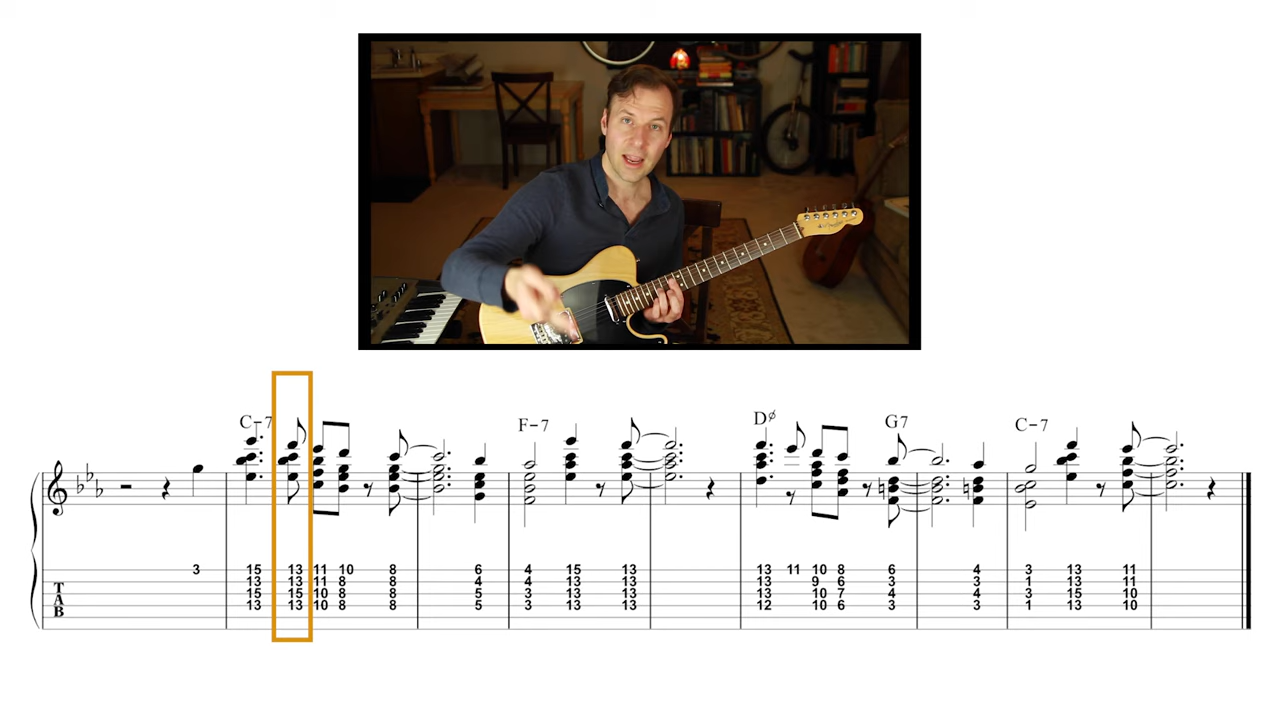 C-7 F-7 Dø G7 C-7
3 15 13 11 10 8 6 4 15 13 13 11 10 8 6 4 3 13 11
13 13 11 8 8 4 4 13 13 13 9 6 3 3 1 13 11
T 15 15 10 8 8 5 3 13 13 13 10 7 4 4 3 15 10
A 13 13 10 8 8 5 3 13 13 12 10 6 3 3 1 13 10
B